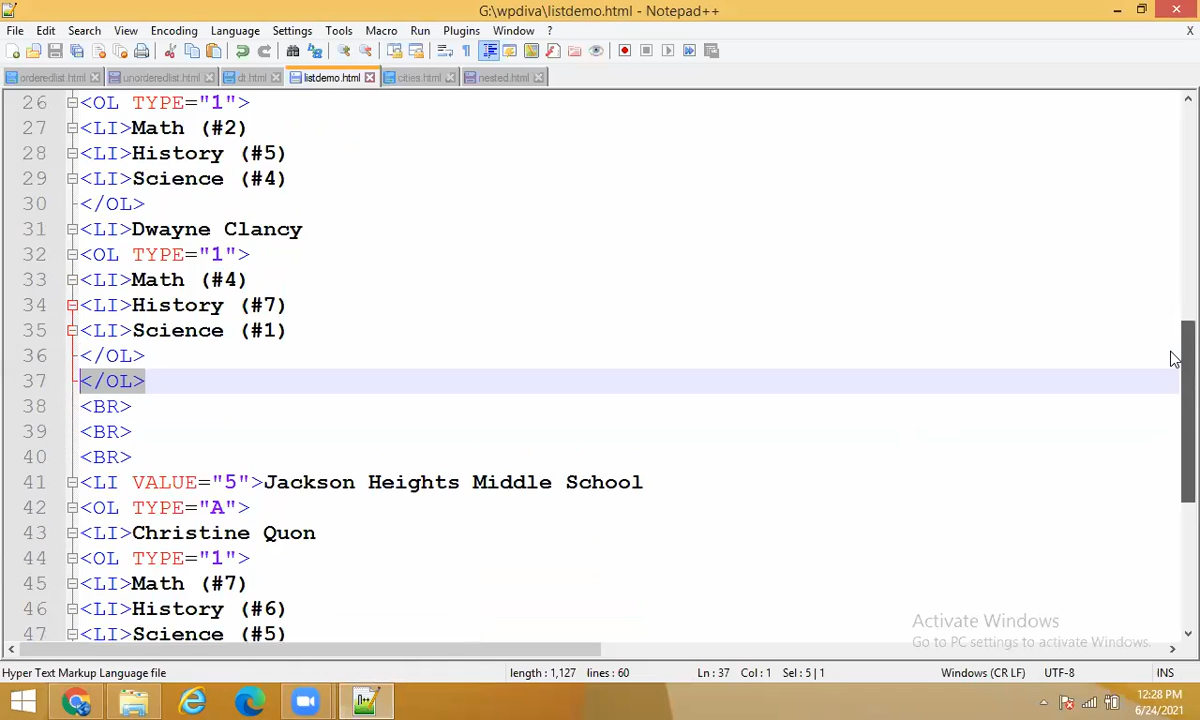 G:\wpdiva\listdemo.html - Notepad++
File Edit Search View Encoding Language Settings Tools Macro Run Plugins Window ? X
orderedlist.html unorderedlist.html dt.html listdemo.html cities.html nested.html
26 <OL TYPE="1">
27 <LI>Math (#2)
28 <LI>History (#5)
29 <LI>Science (#4)
30 </OL>
31 <LI>Dwayne Clancy
32 <OL TYPE="1">
33 <LI>Math (#4)
34 <LI>History (#7)
35 <LI>Science (#1)
36 </OL>
37 </OL>
38 <BR>
39 <BR>
40 <BR>
41 <LI VALUE="5">Jackson Heights Middle School
42 <OL TYPE="A">
43 <LI>Christine Quon
44 <OL TYPE="1">
45 <LI>Math (#7)
46 <LI>History (#6)
47 <LI>Science (#5)
Activate Windows
Go to PC settings to activate Windows.
Hyper Text Markup Language file length : 1,127 lines : 60 Ln : 37 Col : 1 Sel : 5 | 1 Windows (CR LF) UTF-8 INS
12:28 PM
6/24/2021